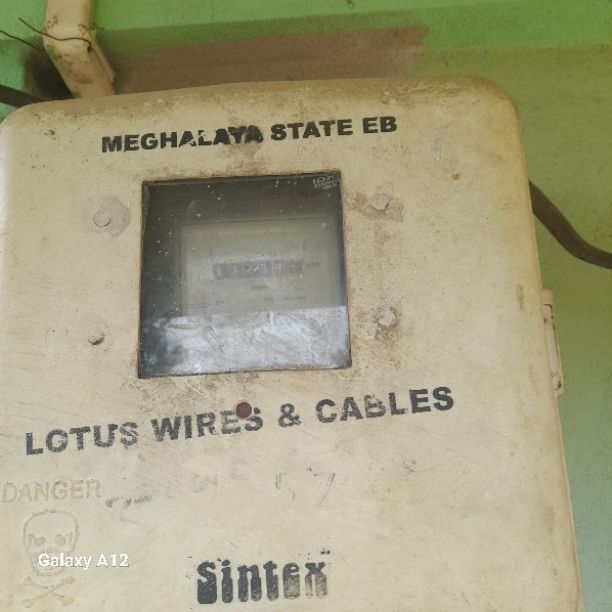 MEGHALAYA STATE EB
LOTUS WIRES & CABLES
DANGER
Galaxy A12
Sintex